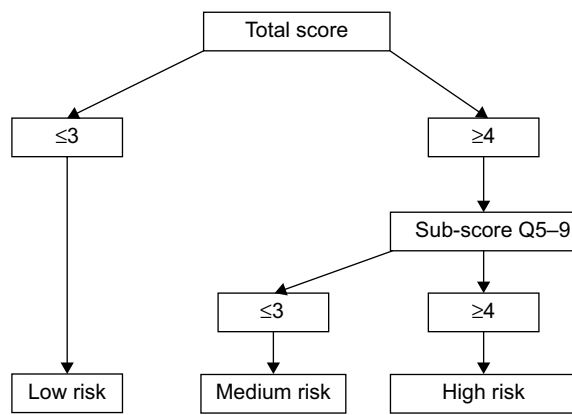 Total score
≤3
≥4
Sub-score Q5–9
≤3
≥4
Low risk
Medium risk
High risk